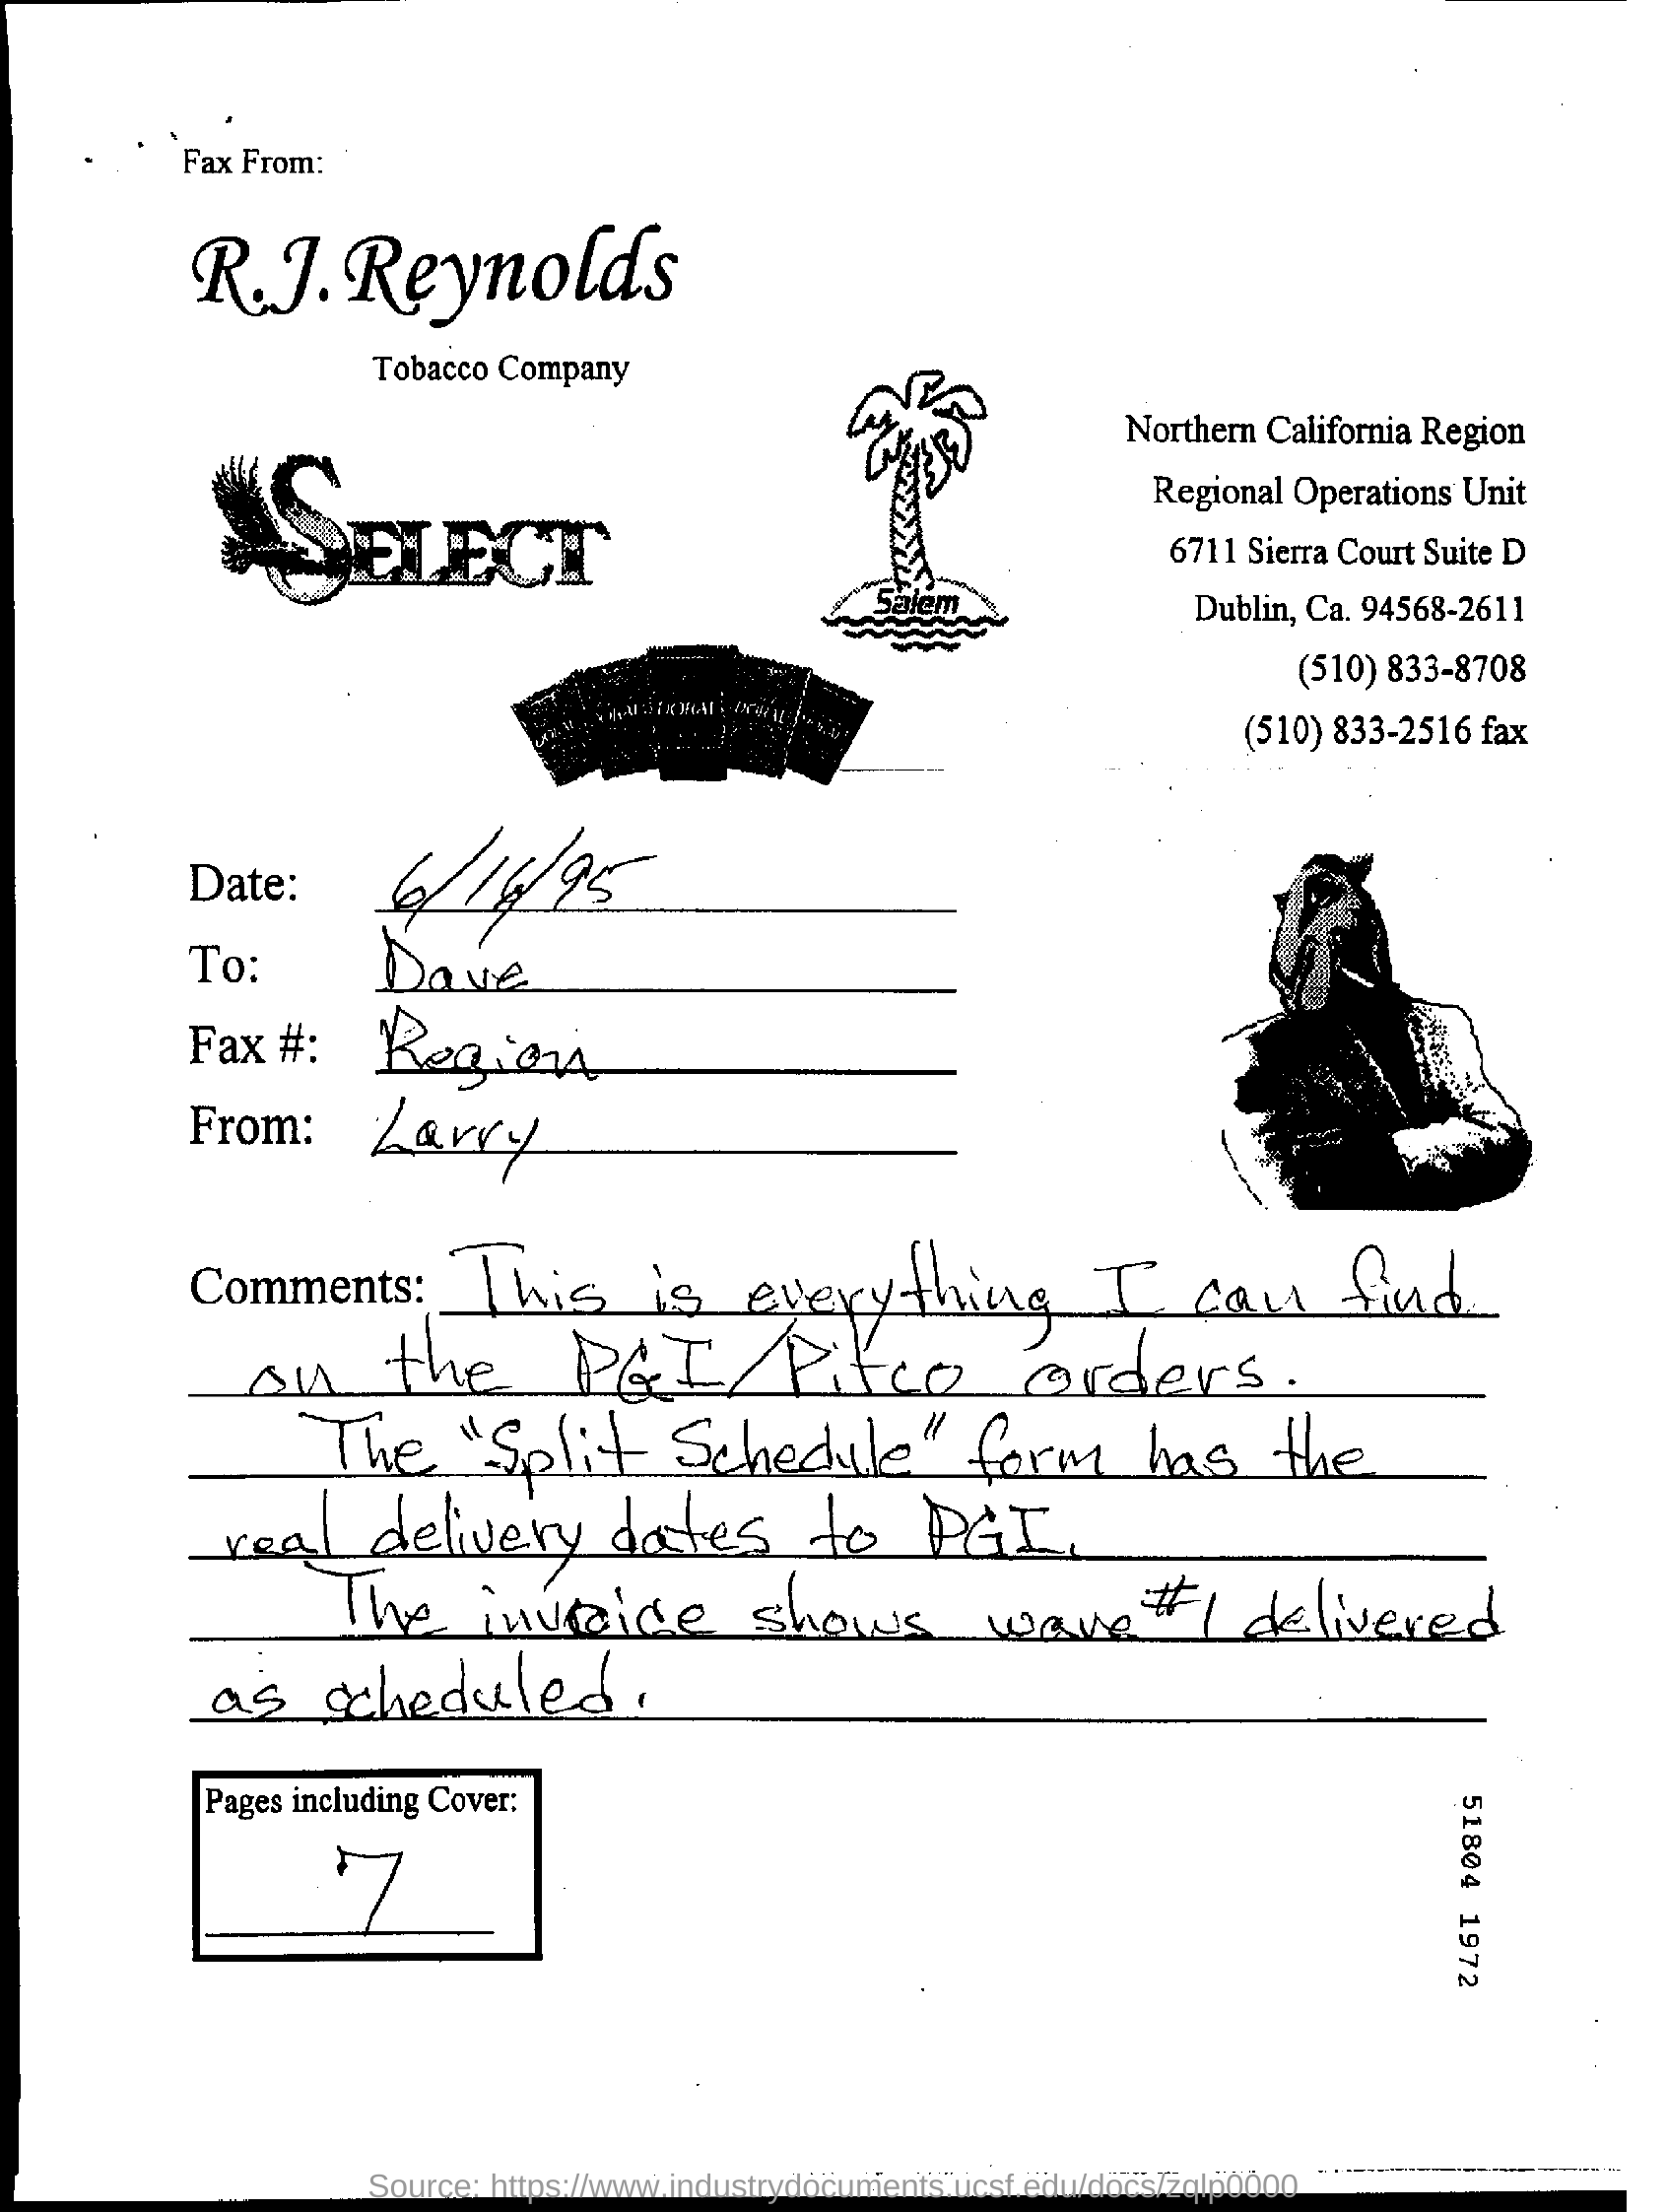 Fax From:
R.J. Reynolds
Tobacco Company
SELECT
Salem
DORAL DORAL
Northern California Region
Regional Operations Unit
6711 Sierra Court Suite D
Dublin, Ca. 94568-2611
(510) 833-8708
(510) 833-2516 fax
Date: 6/16/95
To: Dave
Fax #: Region
From: Larry
Comments: This is everything I can find
on the PGI/Pitco orders.
The "Split Schedule" form has the
real delivery dates to PGI.
The invoice shows wave #1 delivered
as scheduled.
Pages including Cover:
7
51804 1972
Source: https://www.industrydocuments.ucsf.edu/docs/zqlp0000